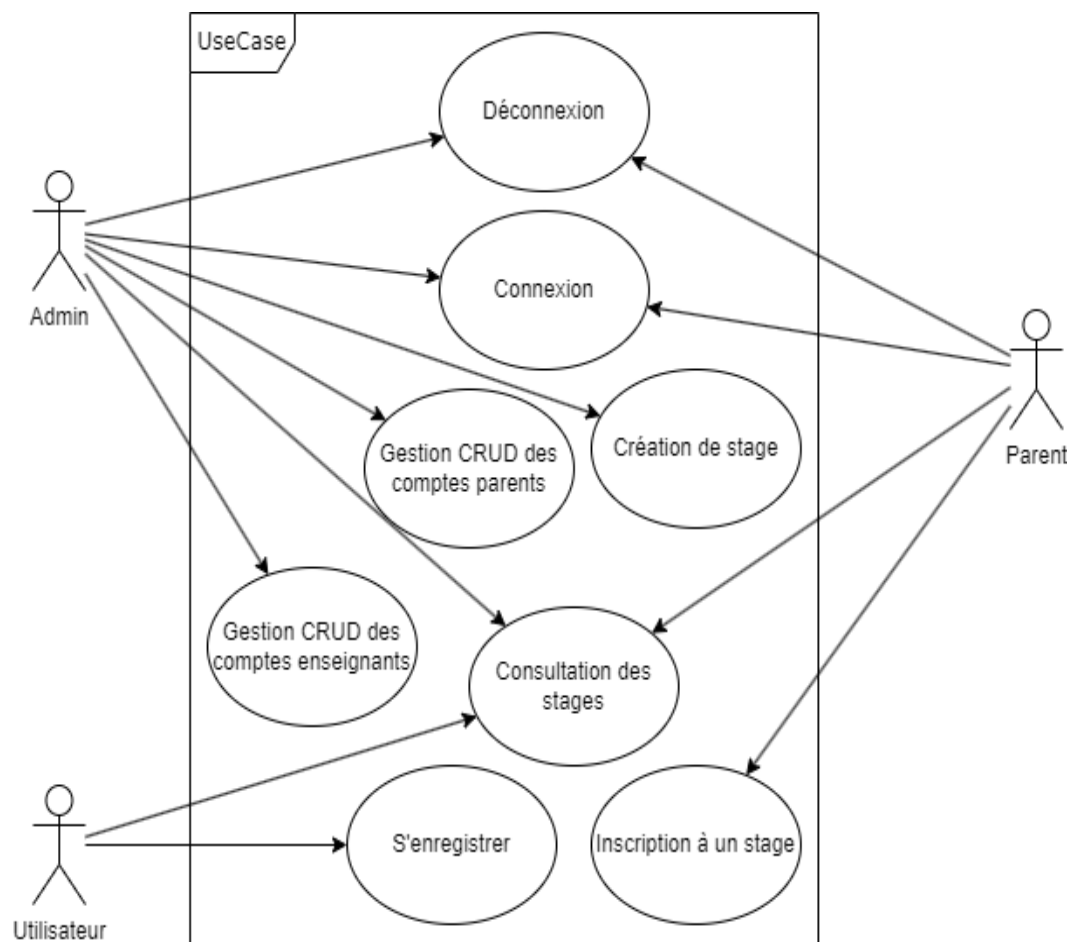 UseCase
Déconnexion
Admin
Connexion
Parent
Gestion CRUD des
comptes parents
Création de stage
Gestion CRUD des
comptes enseignants
Consultation des
stages
S'enregistrer
Inscription à un stage
Utilisateur